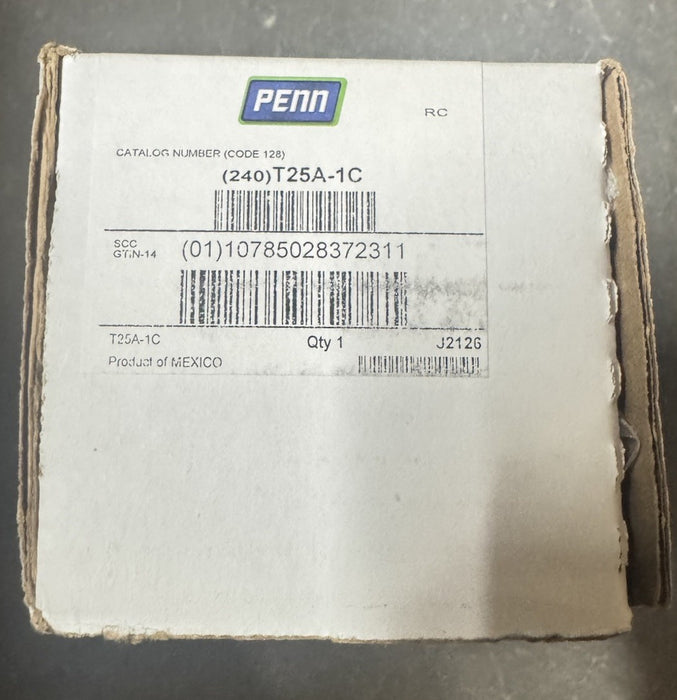 PENN
RC
CATALOG NUMBER (CODE 128)
(240)T25A-1C
SCC
GTIN-14
(01)10785028372311
T25A-1C Qty 1 J2126
Product of MEXICO